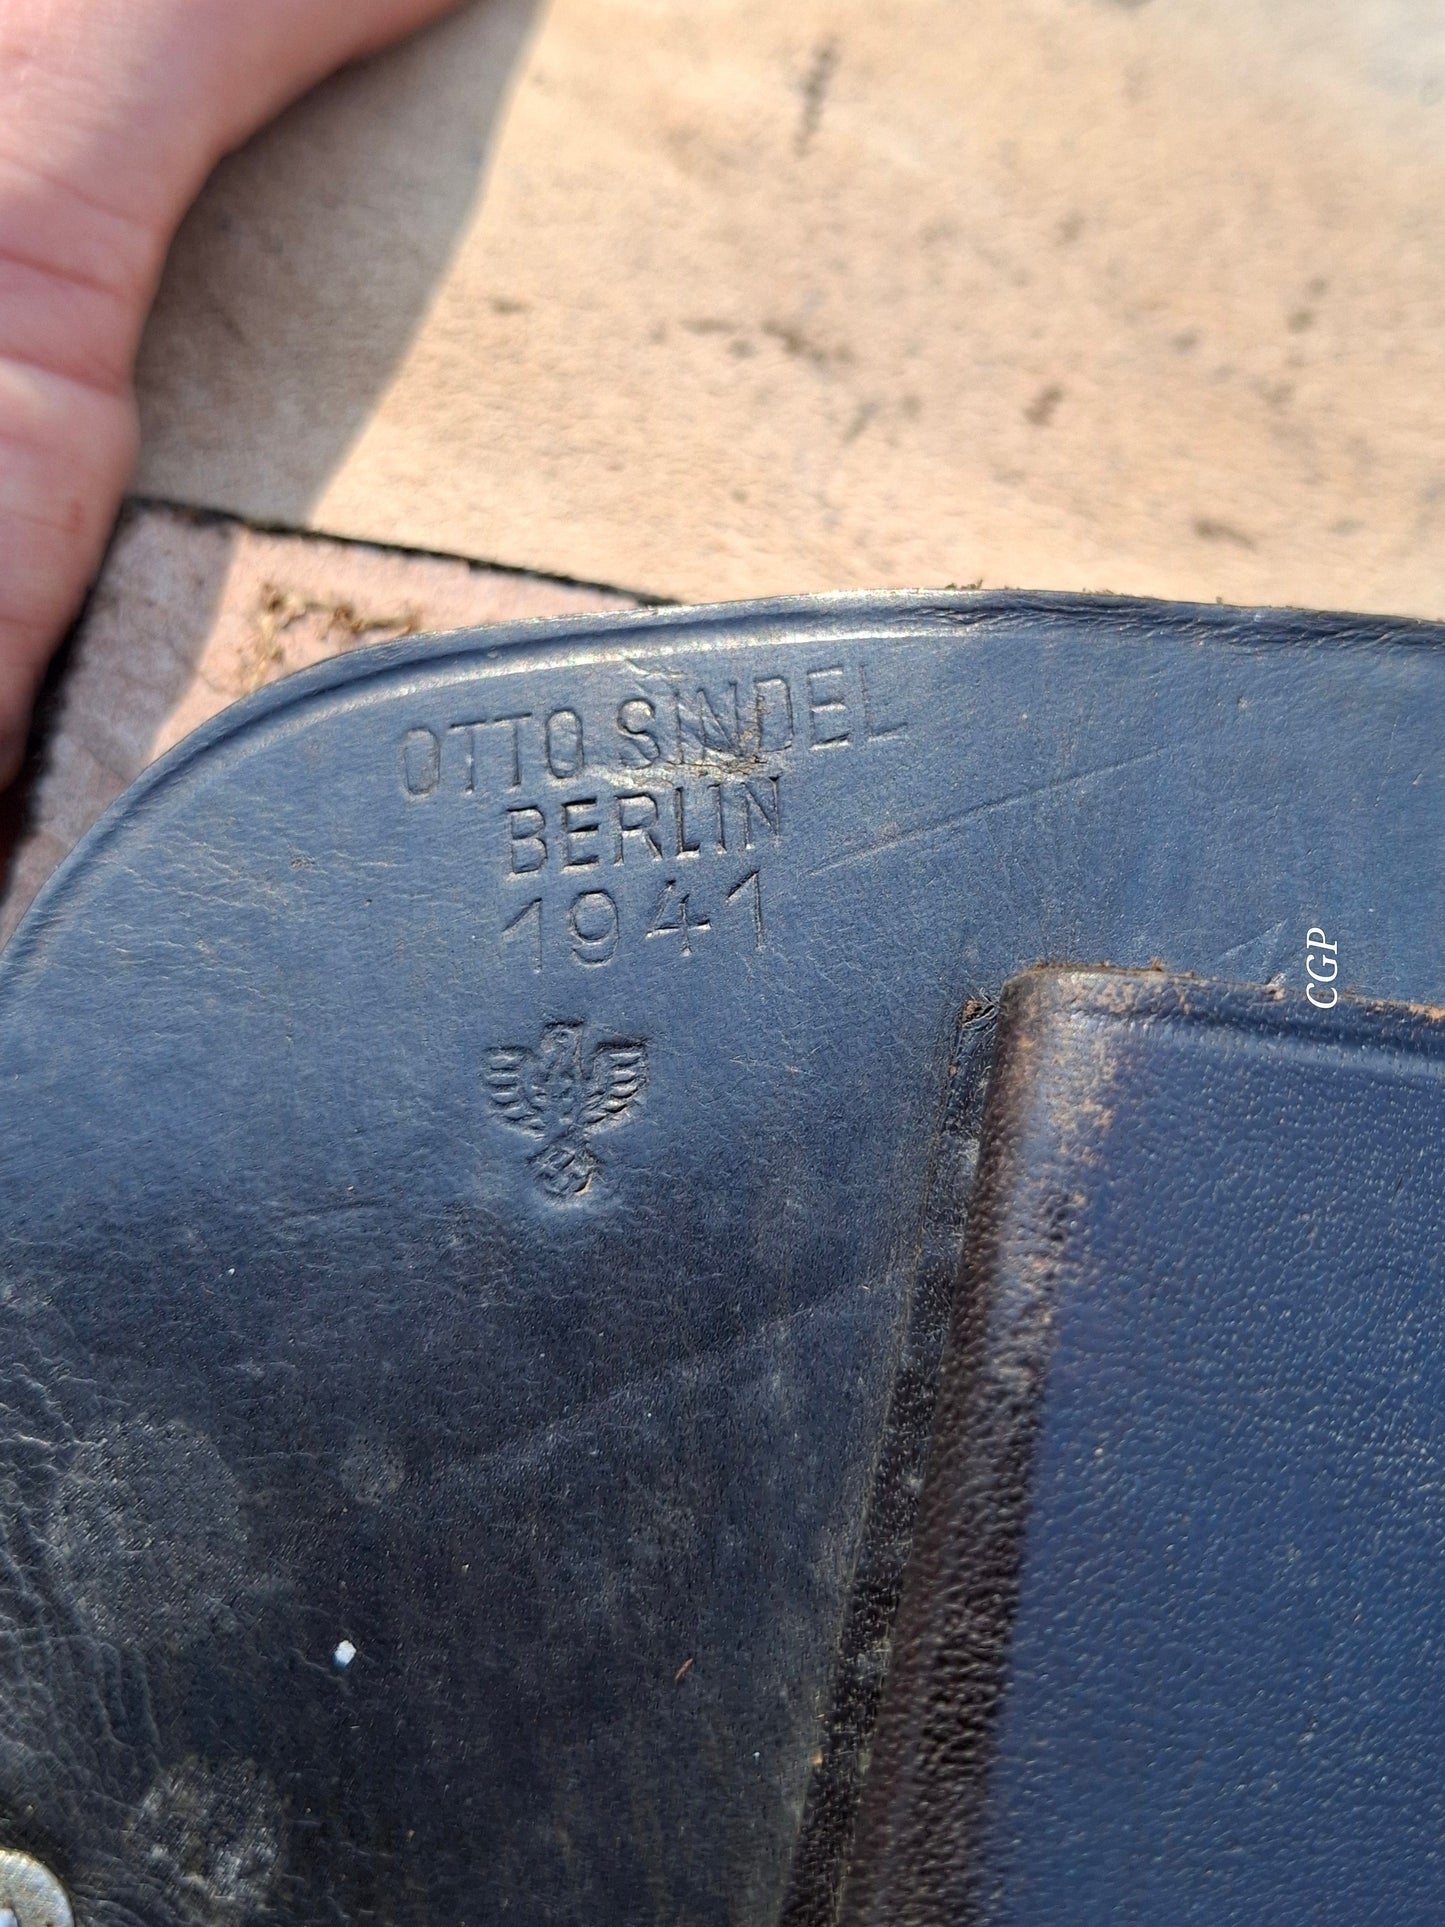 OTTO SINDEL
BERLIN
1941
CGP